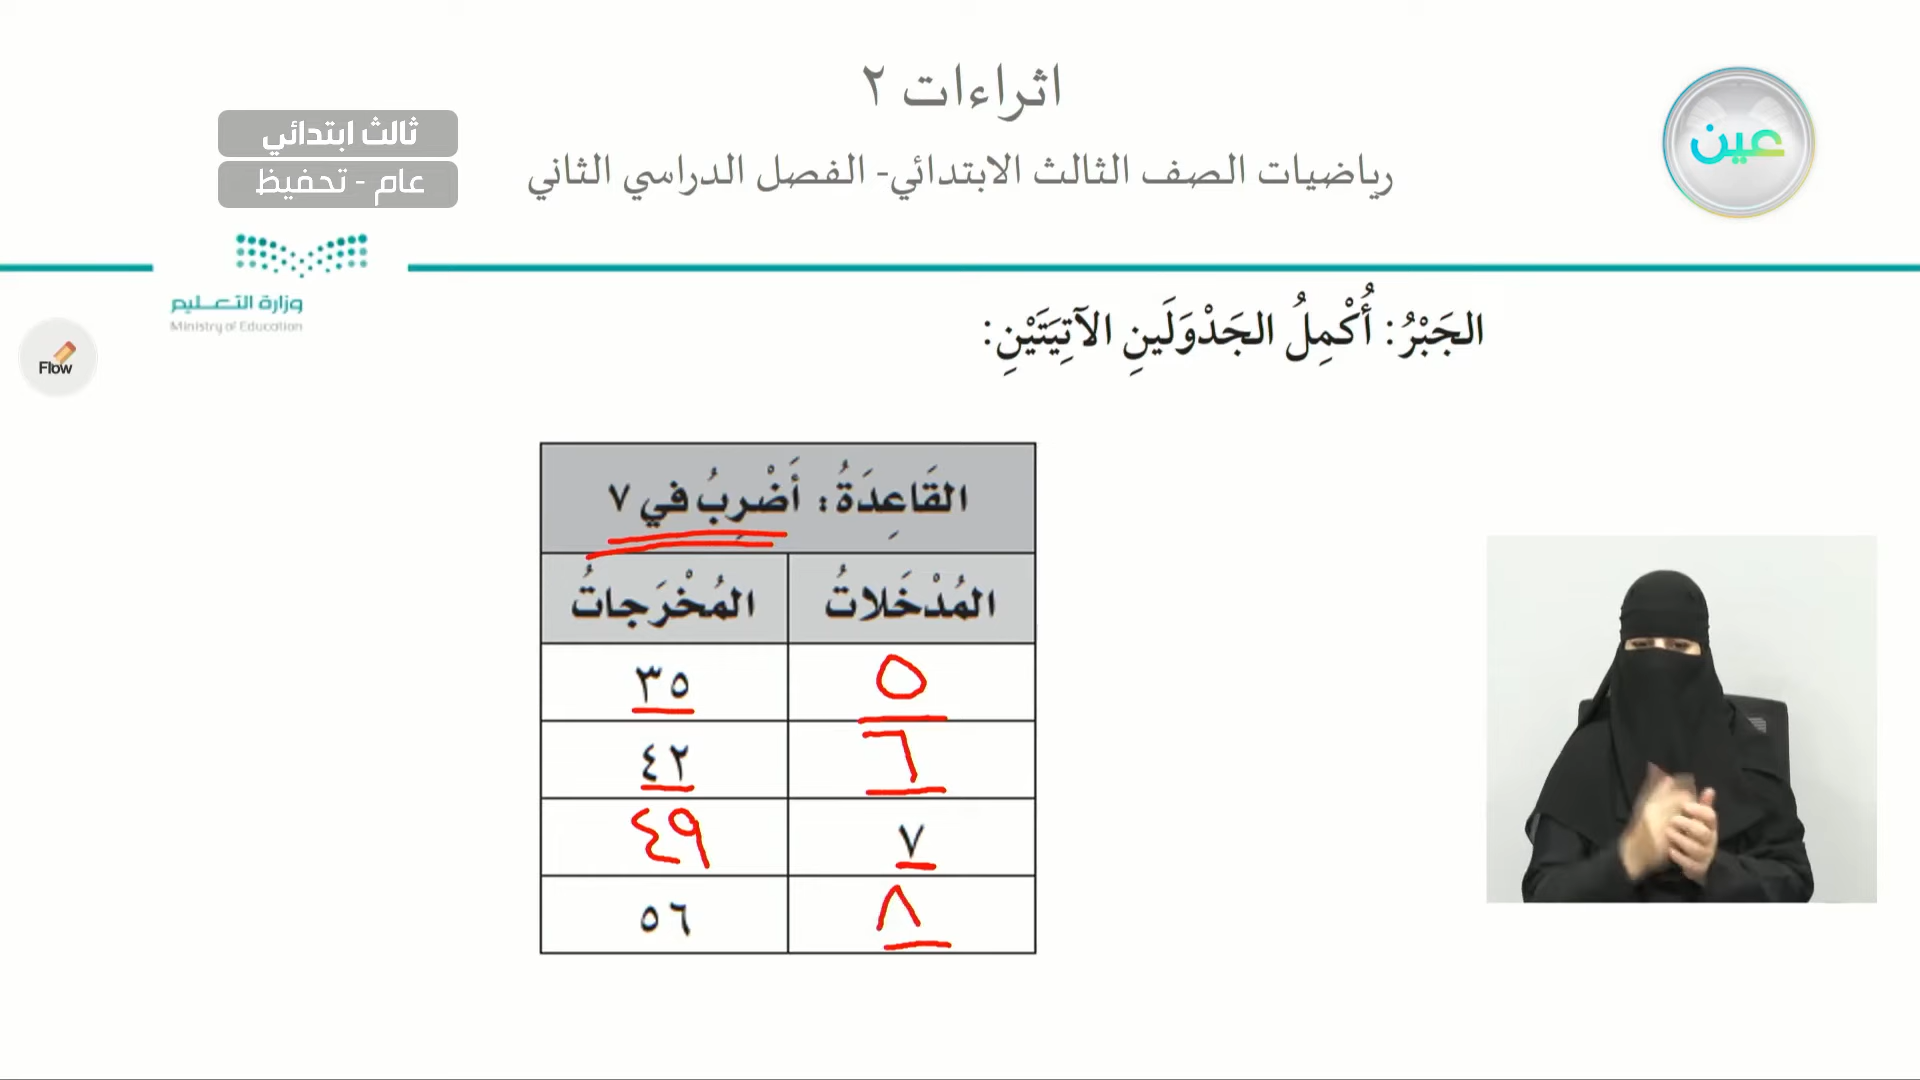 اثراءات ٢
رياضيات الصف الثالث الابتدائي- الفصل الدراسي الثاني
عين
ثالث ابتدائي
عام - تحفيظ
وزارة التعليم
Ministry of Education
Flow
الجَبْرُ: أُكْمِلُ الجَدْوَلَينِ الآتِيَتَيْنِ:
القَاعِدَةُ: أَضْرِبُ في ٧
المُدْخَلاتُ المُخْرَجاتُ
٥ ٣٥
٦ ٤٢
٧ ٤٩
٨ ٥٦